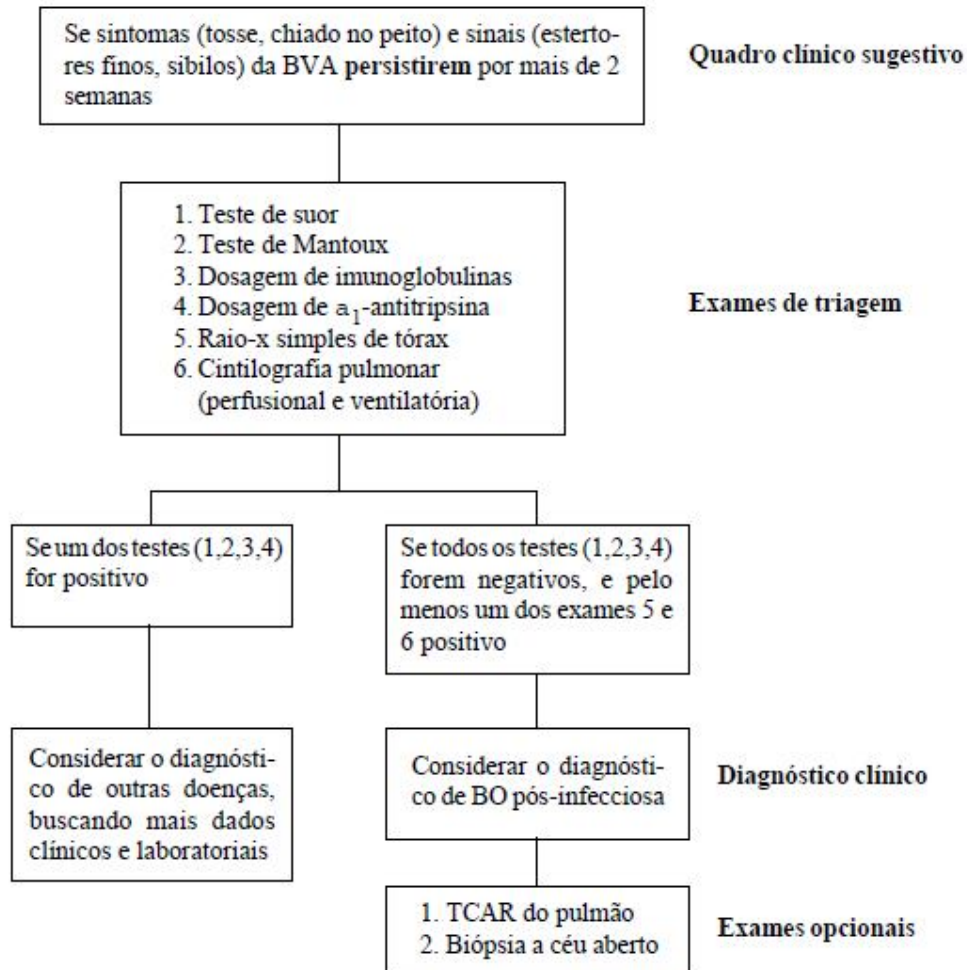 Se sintomas (tosse, chiado no peito) e sinais (esterto-
res finos, sibilos) da BVA persistirem por mais de 2
semanas
Quadro clínico sugestivo
1. Teste de suor
2. Teste de Mantoux
3. Dosagem de imunoglobulinas
4. Dosagem de a1-antitripsina
5. Raio-x simples de tórax
6. Cintilografia pulmonar
(perfusional e ventilatória)
Exames de triagem
Se um dos testes (1,2,3,4)
for positivo
Se todos os testes (1,2,3,4)
forem negativos, e pelo
menos um dos exames 5 e
6 positivo
Considerar o diagnósti-
co de outras doenças,
buscando mais dados
clínicos e laboratoriais
Considerar o diagnósti-
co de BO pós-infecciosa
Diagnóstico clínico
1. TCAR do pulmão
2. Biópsia a céu aberto
Exames opcionais